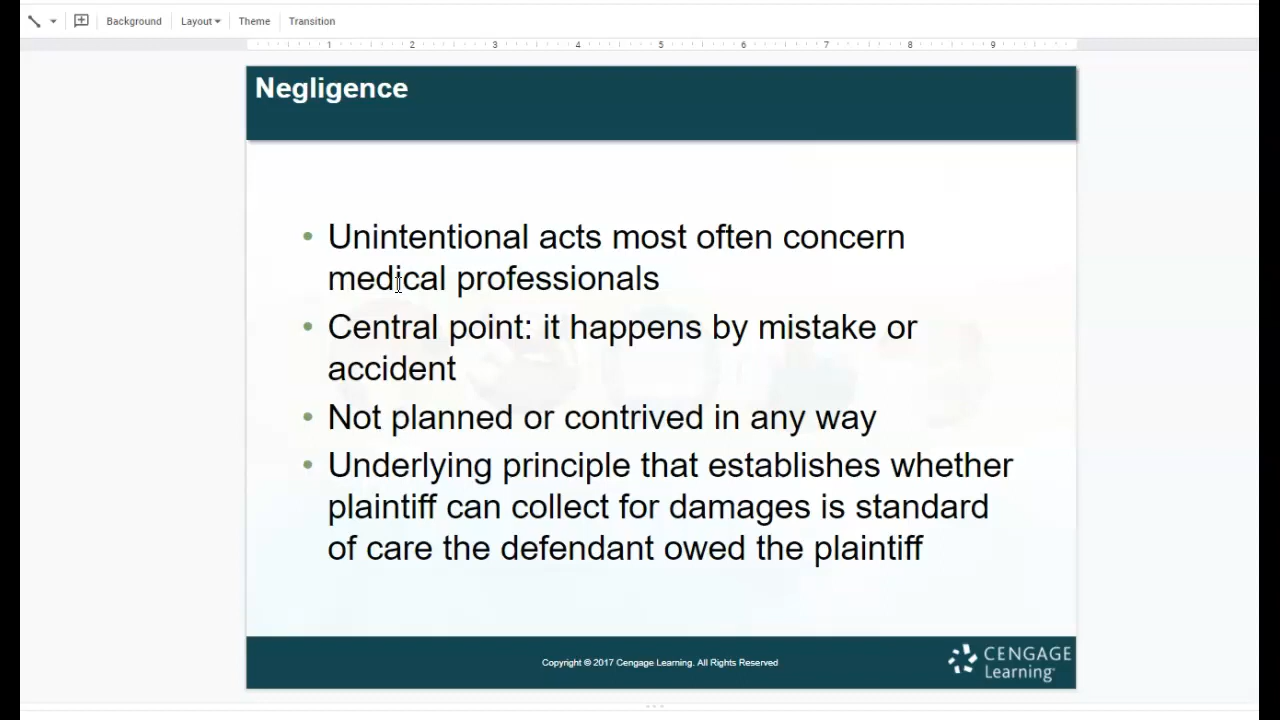 Background Layout Theme Transition
1 2 3 4 5 6 7 8 9
Negligence
• Unintentional acts most often concern
medical professionals
• Central point: it happens by mistake or
accident
• Not planned or contrived in any way
• Underlying principle that establishes whether
plaintiff can collect for damages is standard
of care the defendant owed the plaintiff
Copyright © 2017 Cengage Learning. All Rights Reserved
CENGAGE
Learning™